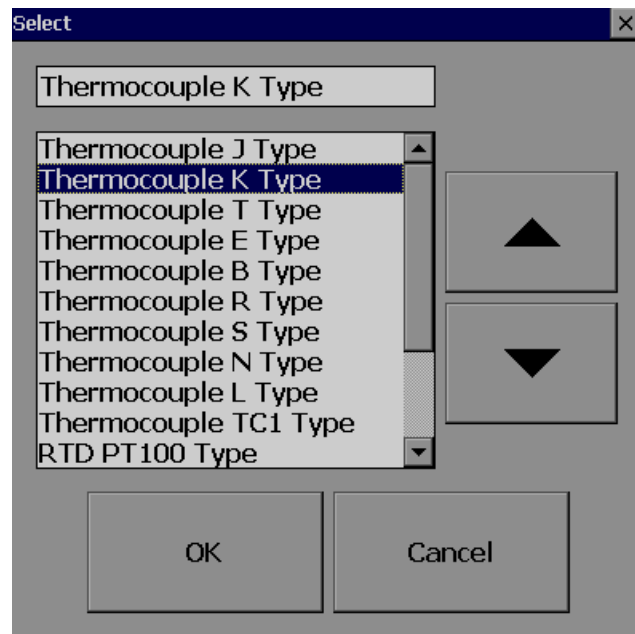 Select
Thermocouple K Type
Thermocouple J Type
Thermocouple K Type
Thermocouple T Type
Thermocouple E Type
Thermocouple B Type
Thermocouple R Type
Thermocouple S Type
Thermocouple N Type
Thermocouple L Type
Thermocouple TC1 Type
RTD PT100 Type
OK
Cancel